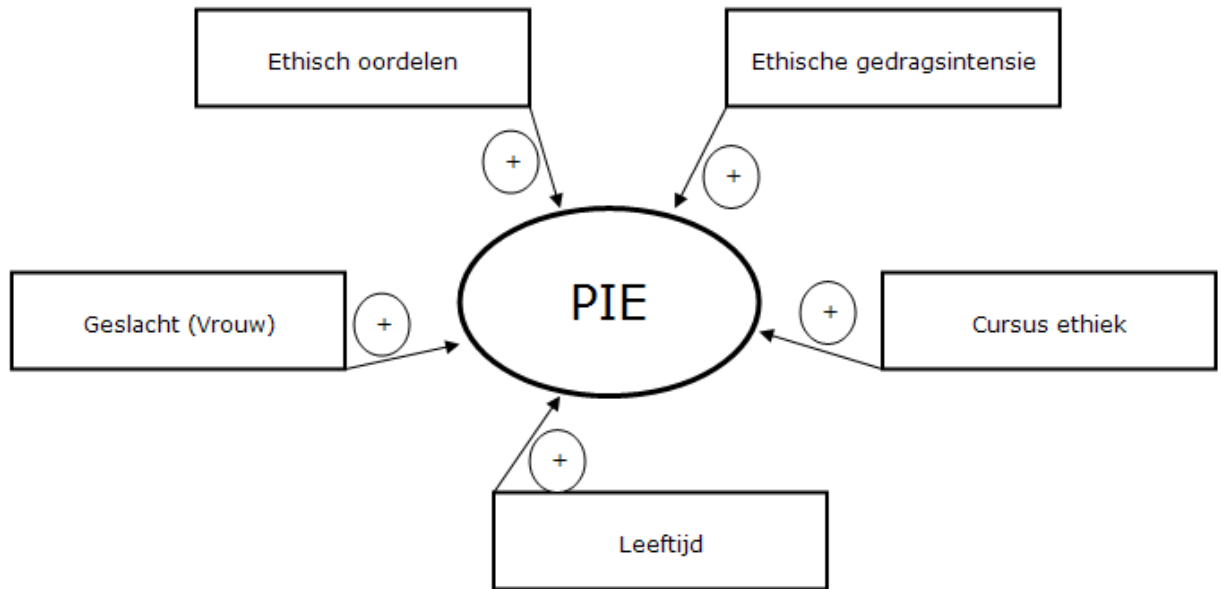 Ethisch oordelen
Ethische gedragsintensie
+
+
Geslacht (Vrouw)
+
PIE
+
Cursus ethiek
+
Leeftijd